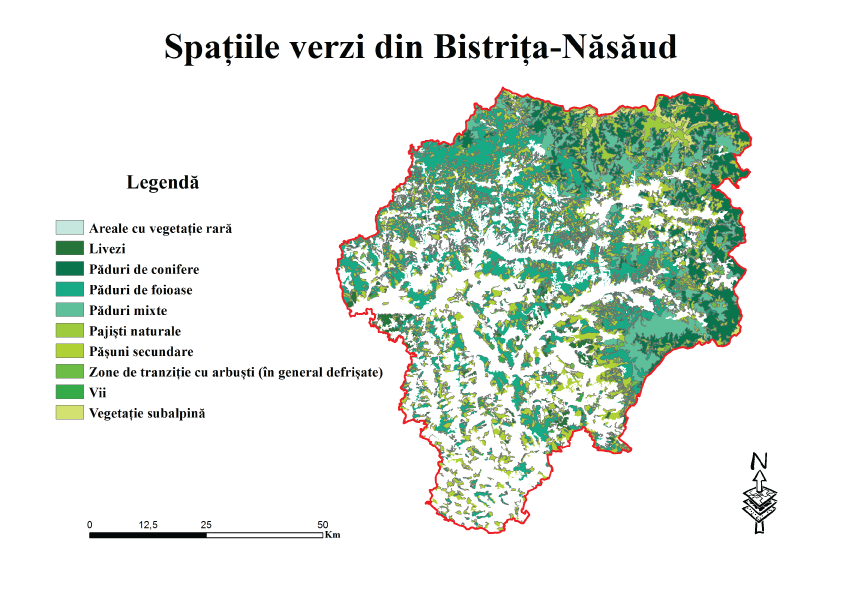 Spațiile verzi din Bistrița-Năsăud
Legendă
Areale cu vegetație rară
Livezi
Păduri de conifere
Păduri de foioase
Păduri mixte
Pajiști naturale
Pășuni secundare
Zone de tranziție cu arbuști (în general defrișate)
Vii
Vegetație subalpină
N
0 12,5 25 50
Km